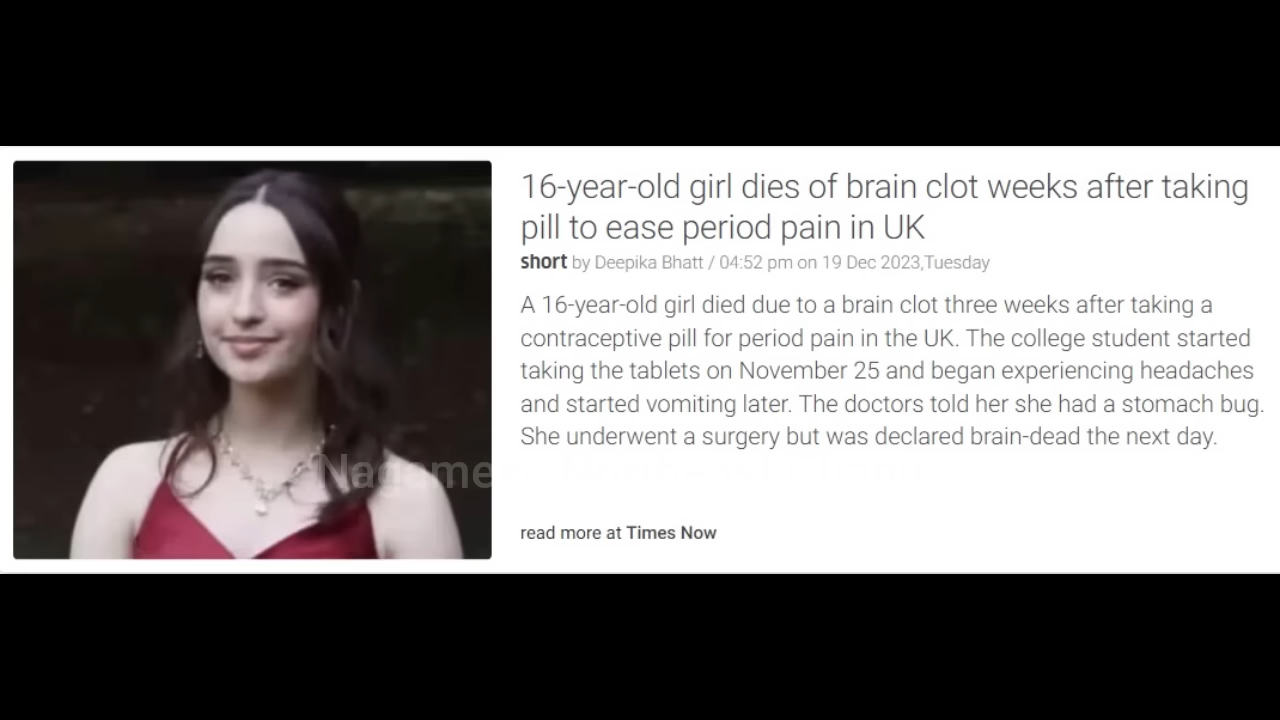 16-year-old girl dies of brain clot weeks after taking
pill to ease period pain in UK
short by Deepika Bhatt / 04:52 pm on 19 Dec 2023,Tuesday
A 16-year-old girl died due to a brain clot three weeks after taking a
contraceptive pill for period pain in the UK. The college student started
taking the tablets on November 25 and began experiencing headaches
and started vomiting later. The doctors told her she had a stomach bug.
She underwent a surgery but was declared brain-dead the next day.
read more at Times Now